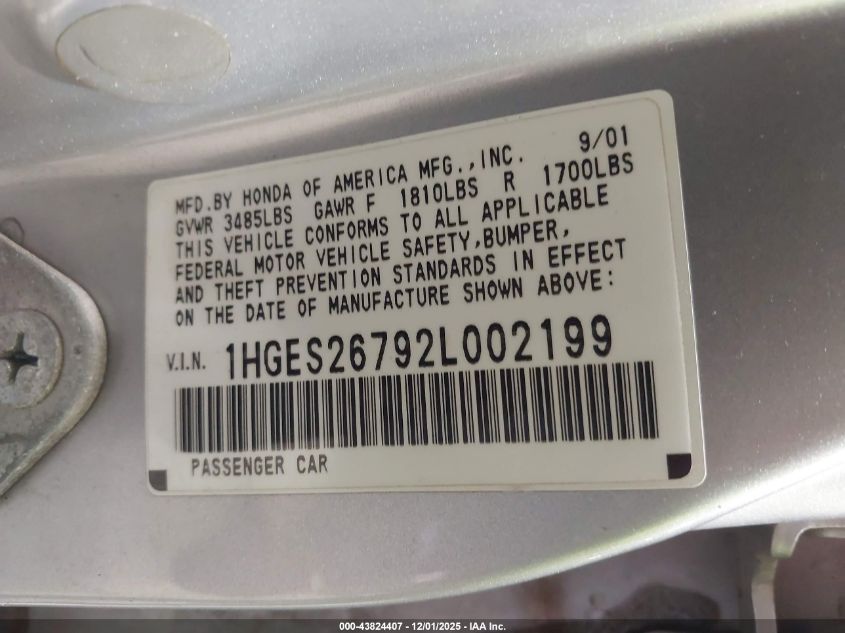 MFD.BY HONDA OF AMERICA MFG.,INC. 9/01
GVWR 3485LBS GAWR F 1810LBS R 1700LBS
THIS VEHICLE CONFORMS TO ALL APPLICABLE
FEDERAL MOTOR VEHICLE SAFETY,BUMPER,
AND THEFT PREVENTION STANDARDS IN EFFECT
ON THE DATE OF MANUFACTURE SHOWN ABOVE:
V.I.N. 1HGES26792L002199
PASSENGER CAR
000-43824407 - 12/01/2025 - IAA Inc.